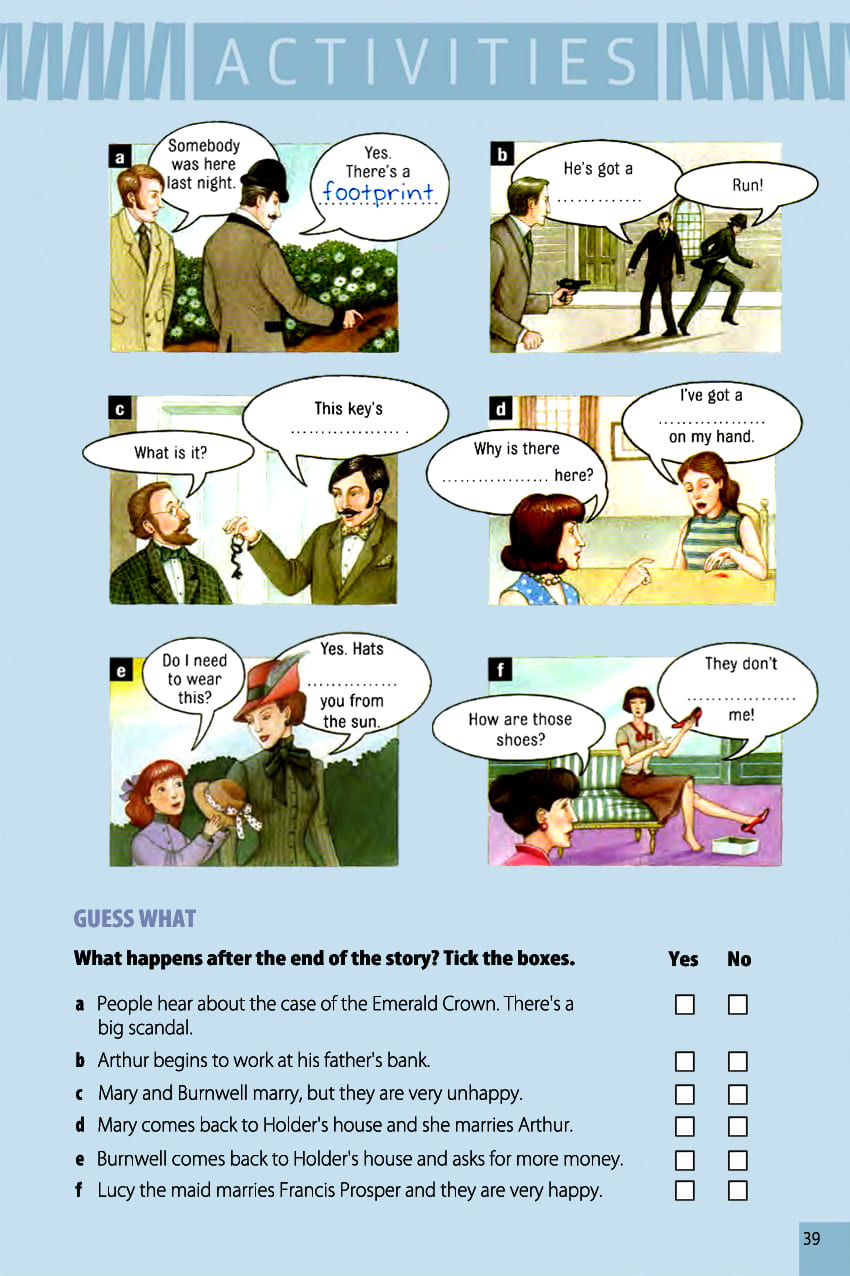 ACTIVITIES
a
Somebody
was here
last night.
Yes.
There's a
footprint
b
He's got a
.............
Run!
c
What is it?
This key's
.................. .
d
Why is there
.................. here?
I've got a
..................
on my hand.
e
Do I need
to wear
this?
Yes. Hats
...............
you from
the sun.
f
How are those
shoes?
They don't
..................
me!
GUESS WHAT
What happens after the end of the story? Tick the boxes. Yes No
a People hear about the case of the Emerald Crown. There's a
big scandal.
b Arthur begins to work at his father's bank.
c Mary and Burnwell marry, but they are very unhappy.
d Mary comes back to Holder's house and she marries Arthur.
e Burnwell comes back to Holder's house and asks for more money.
f Lucy the maid marries Francis Prosper and they are very happy.
39